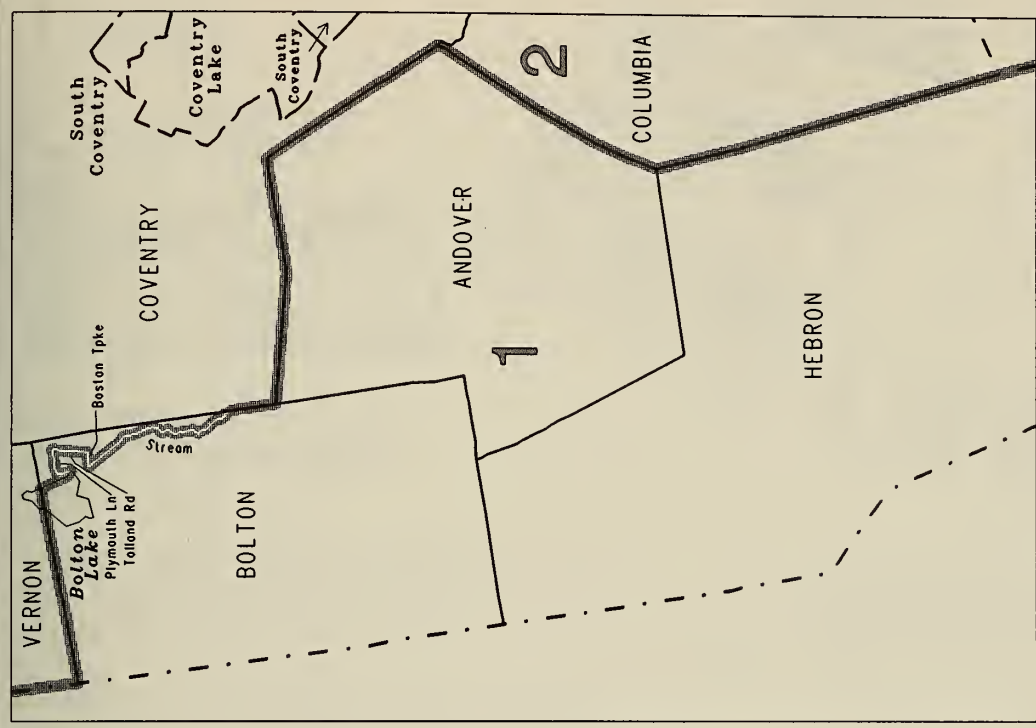 South
Coventry
Coventry
Lake
South
Coventry
2
COLUMBIA
COVENTRY
ANDOVER
1
HEBRON
Boston Tpke
Stream
VERNON
Bolton
Lake
Plymouth Ln
Tolland Rd
BOLTON